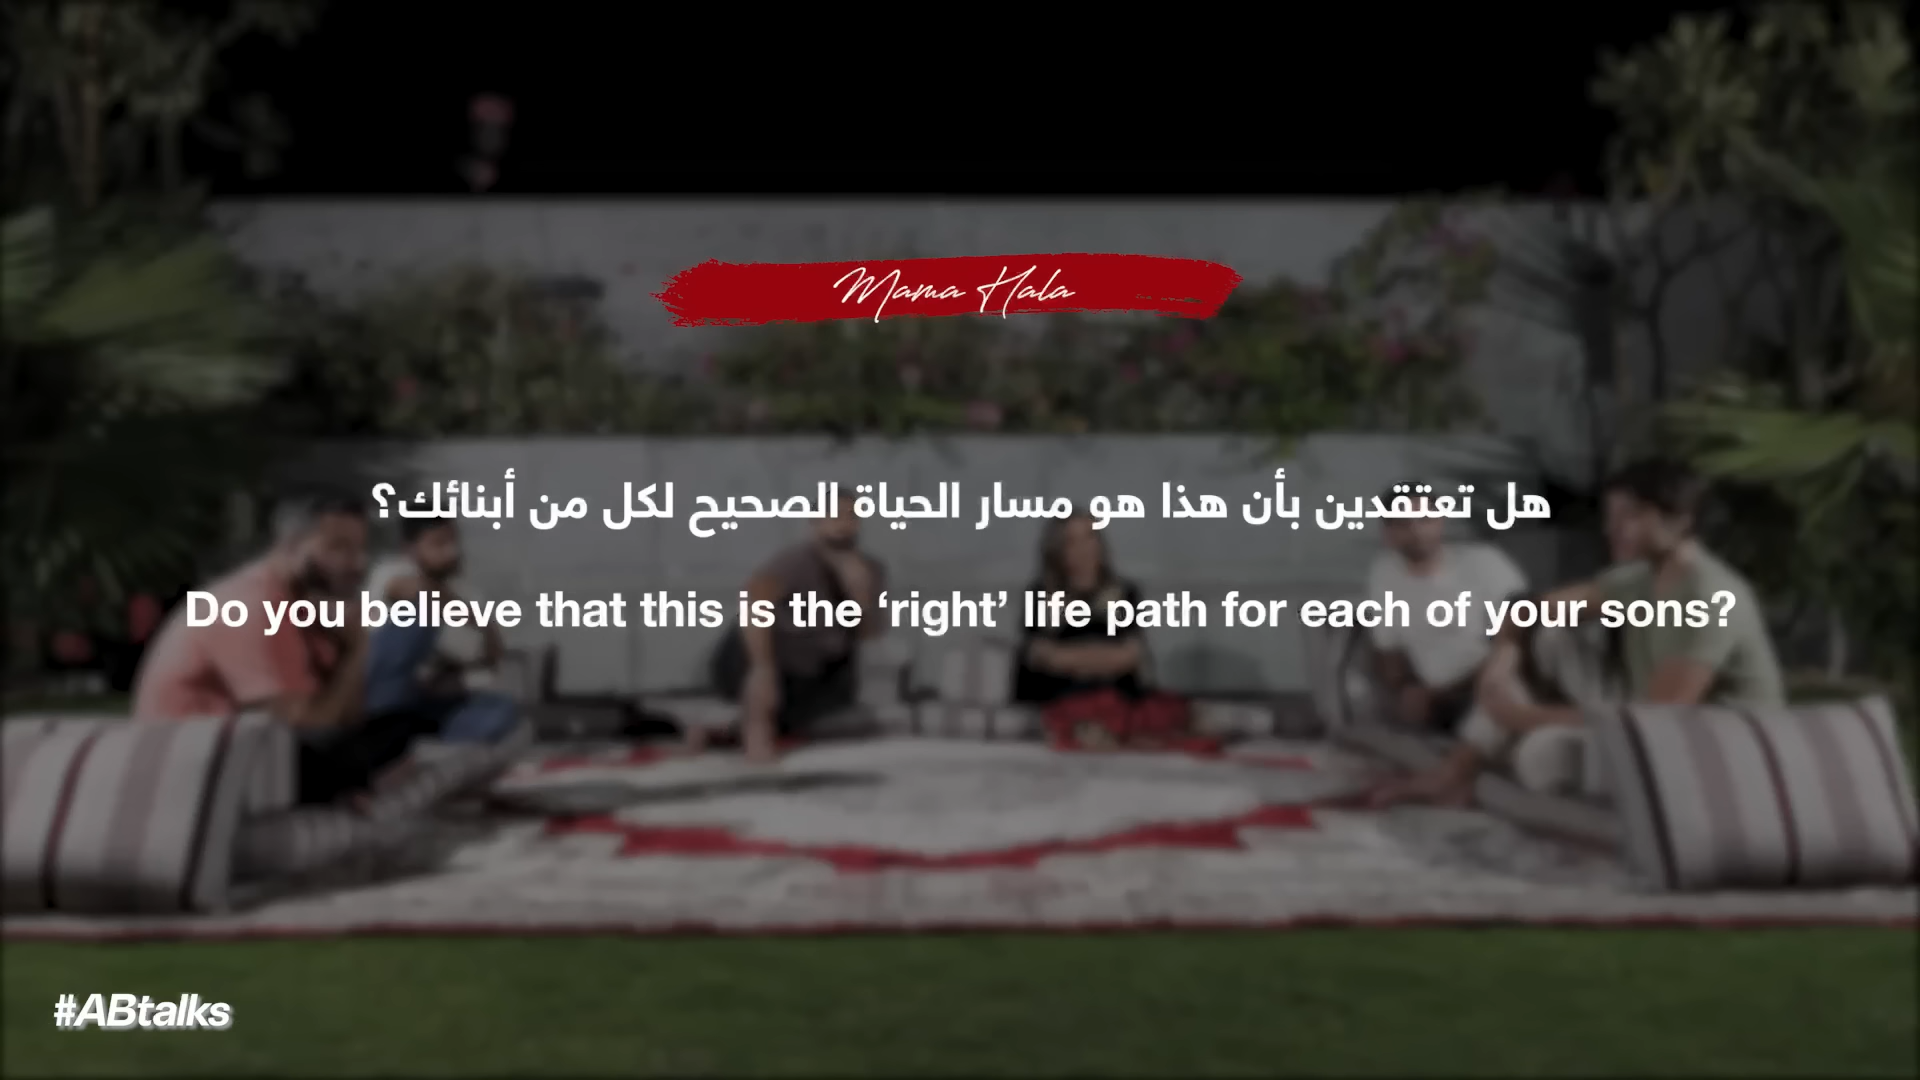 Mama Hala
هل تعتقدين بأن هذا هو مسار الحياة الصحيح لكل من أبنائك؟
Do you believe that this is the ‘right’ life path for each of your sons?
#ABtalks